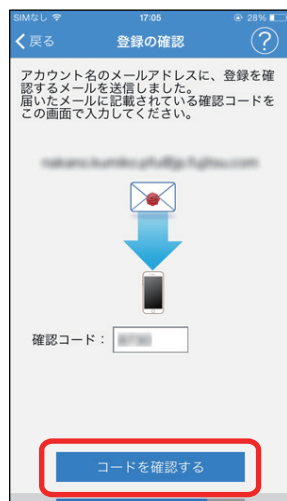 SIMなし 17:05 28%
戻る 登録の確認 ?
アカウント名のメールアドレスに、登録を確
認するメールを送信しました。
届いたメールに記載されている確認コードを
この画面で入力してください。
確認コード：
コードを確認する